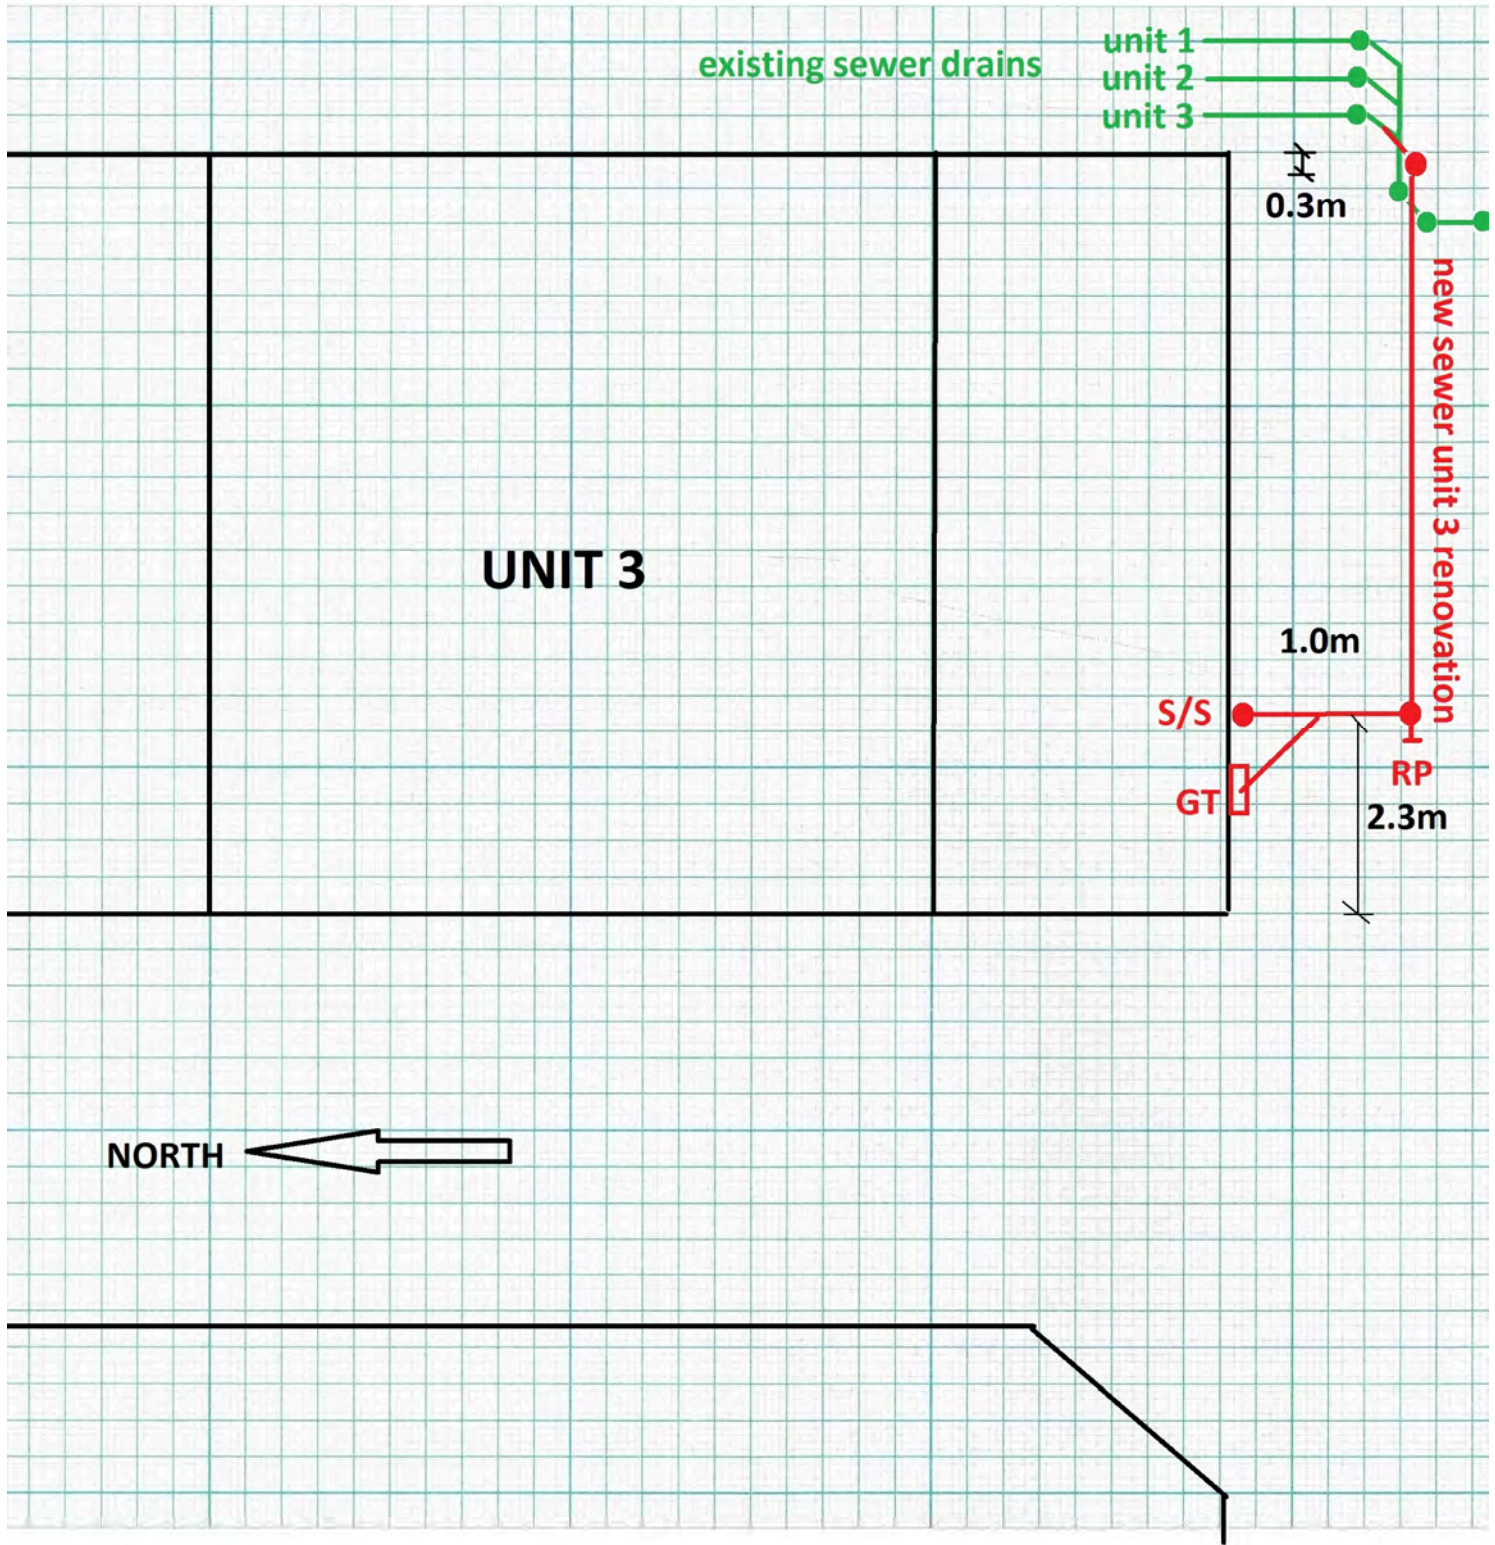 existing sewer drains
unit 1
unit 2
unit 3
0.3m
new sewer unit 3 renovation
UNIT 3
1.0m
S/S
RP
GT
2.3m
NORTH